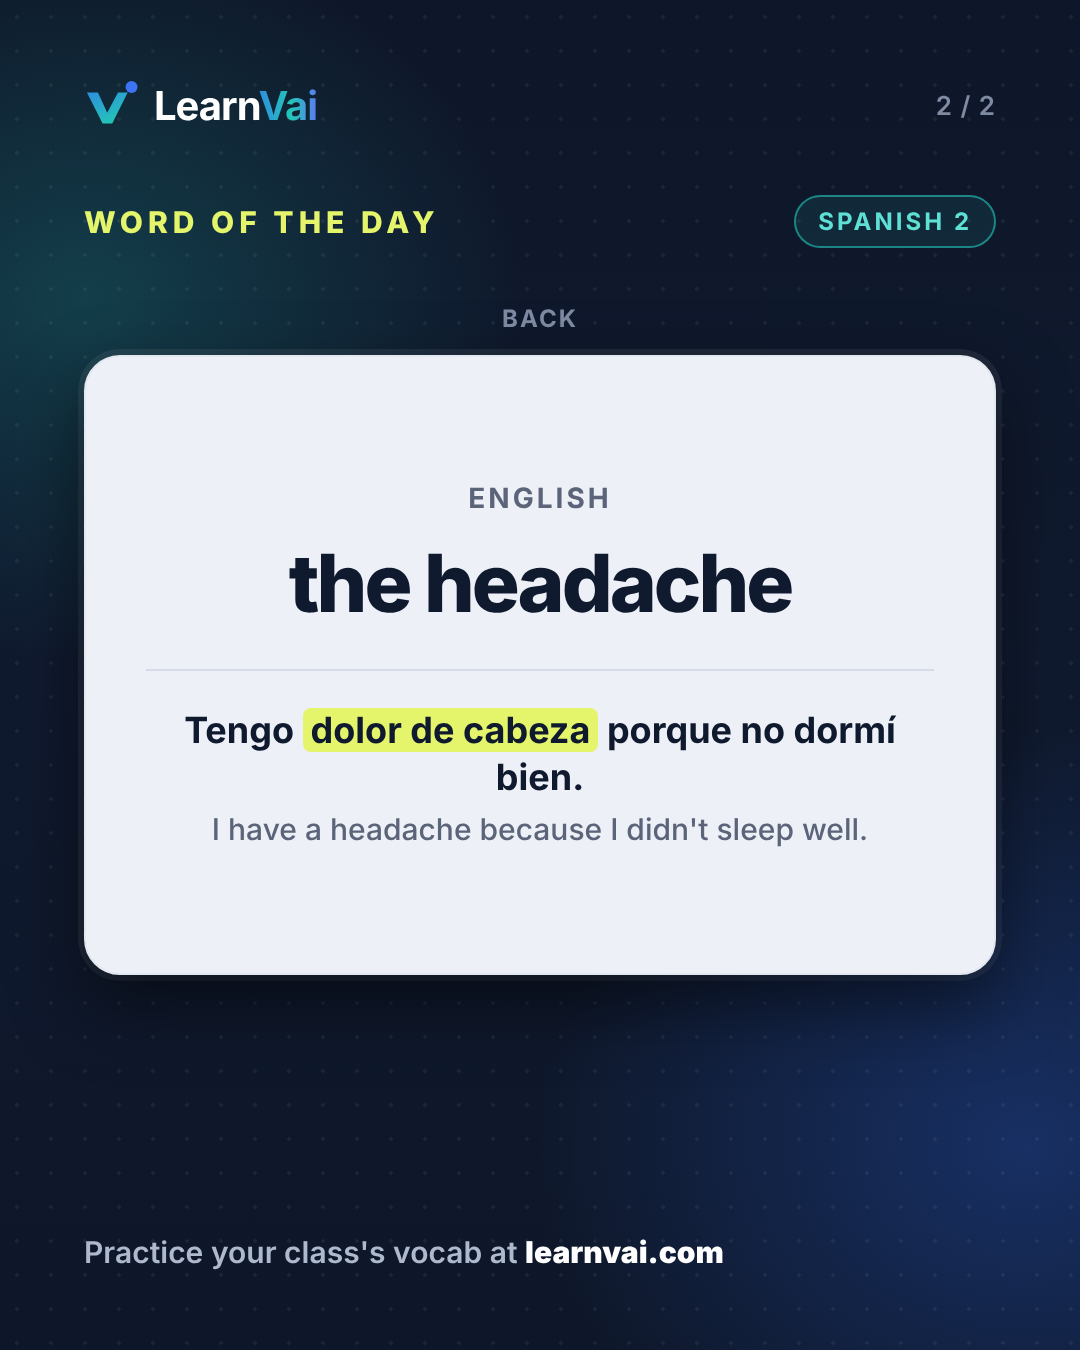 LearnVai
2 / 2
WORD OF THE DAY
SPANISH 2
BACK
ENGLISH
the headache
Tengo dolor de cabeza porque no dormí
bien.
I have a headache because I didn't sleep well.
Practice your class's vocab at learnvai.com